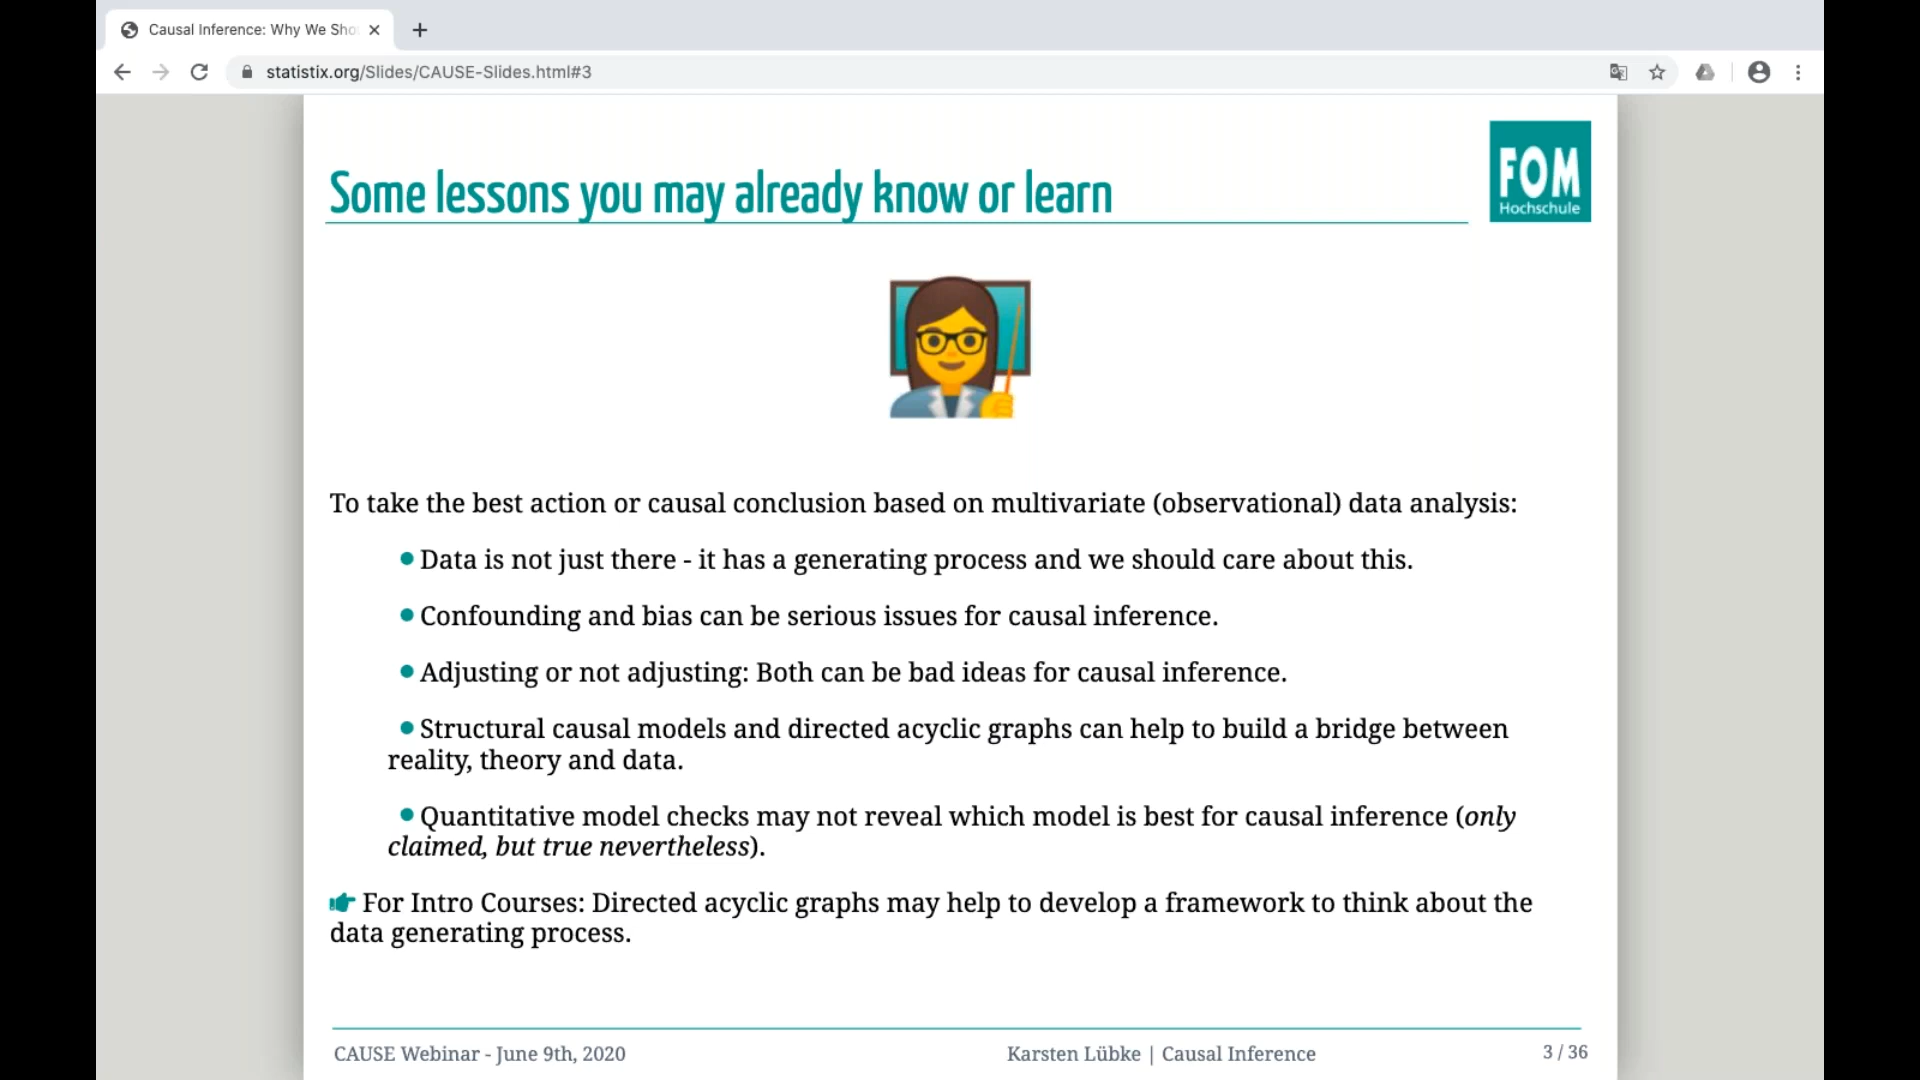 Causal Inference: Why We Sho
statistix.org/Slides/CAUSE-Slides.html#3
Some lessons you may already know or learn
FOM
Hochschule
To take the best action or causal conclusion based on multivariate (observational) data analysis:
Data is not just there - it has a generating process and we should care about this.
Confounding and bias can be serious issues for causal inference.
Adjusting or not adjusting: Both can be bad ideas for causal inference.
Structural causal models and directed acyclic graphs can help to build a bridge between
reality, theory and data.
Quantitative model checks may not reveal which model is best for causal inference (only
claimed, but true nevertheless).
For Intro Courses: Directed acyclic graphs may help to develop a framework to think about the
data generating process.
CAUSE Webinar - June 9th, 2020
Karsten Lübke | Causal Inference
3 / 36